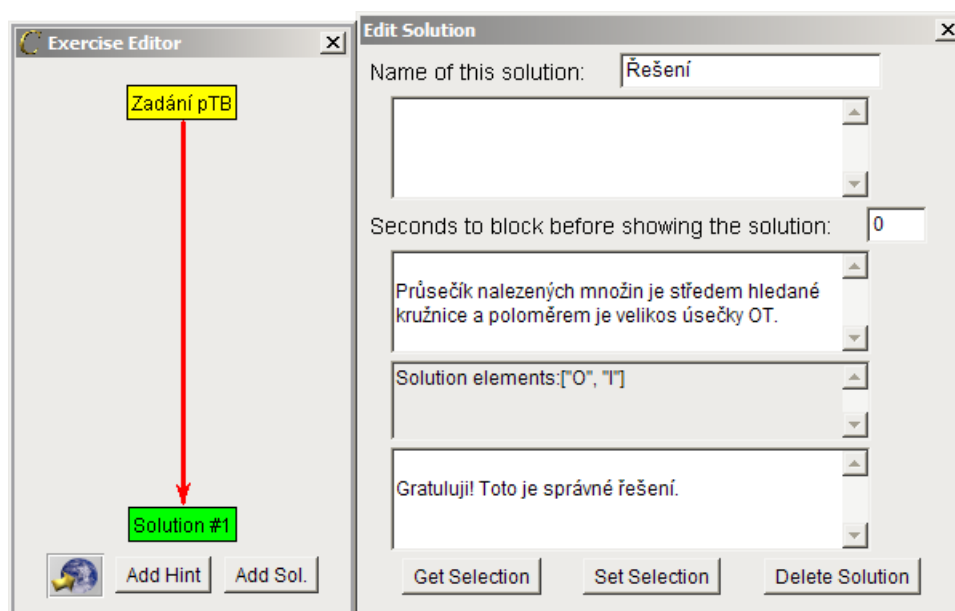 Exercise Editor
Zadání pTB
Solution #1
Add Hint
Add Sol.
Edit Solution
Name of this solution:
Řešení
Seconds to block before showing the solution:
0
Průsečík nalezených množin je středem hledané
kružnice a poloměrem je velikos úsečky OT.
Solution elements:["O", "I"]
Gratuluji! Toto je správné řešení.
Get Selection
Set Selection
Delete Solution